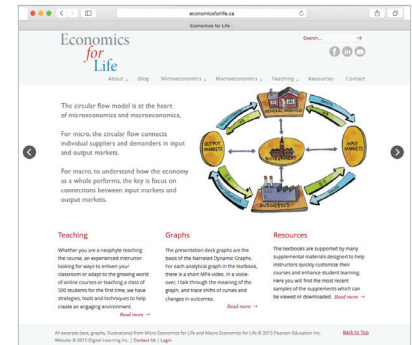 economicsforlife.ca
Economics for Life -
Economics
for
Life
Search...
About
Blog
Microeconomics
Macroeconomics
Teaching
Resources
Contact
The circular flow model is at the heart
of microeconomics and macroeconomics.
For micro, the circular flow connects
individual suppliers and demanders in input
and output markets.
For macro, to understand how the economy
as a whole performs, the key is focus on
connections between input markets and
output markets.
OUTPUT
MARKETS
GOVERNMENT
INPUT
MARKETS
BUSINESSES
Teaching
Whether you are a neophyte teaching
the course, an experienced instructor
looking for ways to enliven your
classroom or adapt to the growing world
of online courses or teaching a class of
500 students for the first time, we have
strategies, tools and techniques to help
create an engaging environment.
Read more →
Graphs
The presentation deck graphs are the
basis of the Narrated Dynamic Graphs.
For each analytical graph in the textbook,
there is a short MP4 video. In a voice-
over, I talk through the meaning of the
graph, and trace shifts of curves and
changes in outcomes.
Read more →
Resources
The textbooks are supported by many
supplemental materials designed to help
instructors quickly customize their
courses and enhance student learning.
Here you will find the most recent
samples of the supplements which can
be viewed or downloaded. Read more →
All excerpts (text, graphs, illustrations) from Micro Economics for Life and Macro Economics for Life © 2015 Pearson Education Inc.
Back to Top
Website © 2015 Digital Learning Inc. | Contact Us | Login